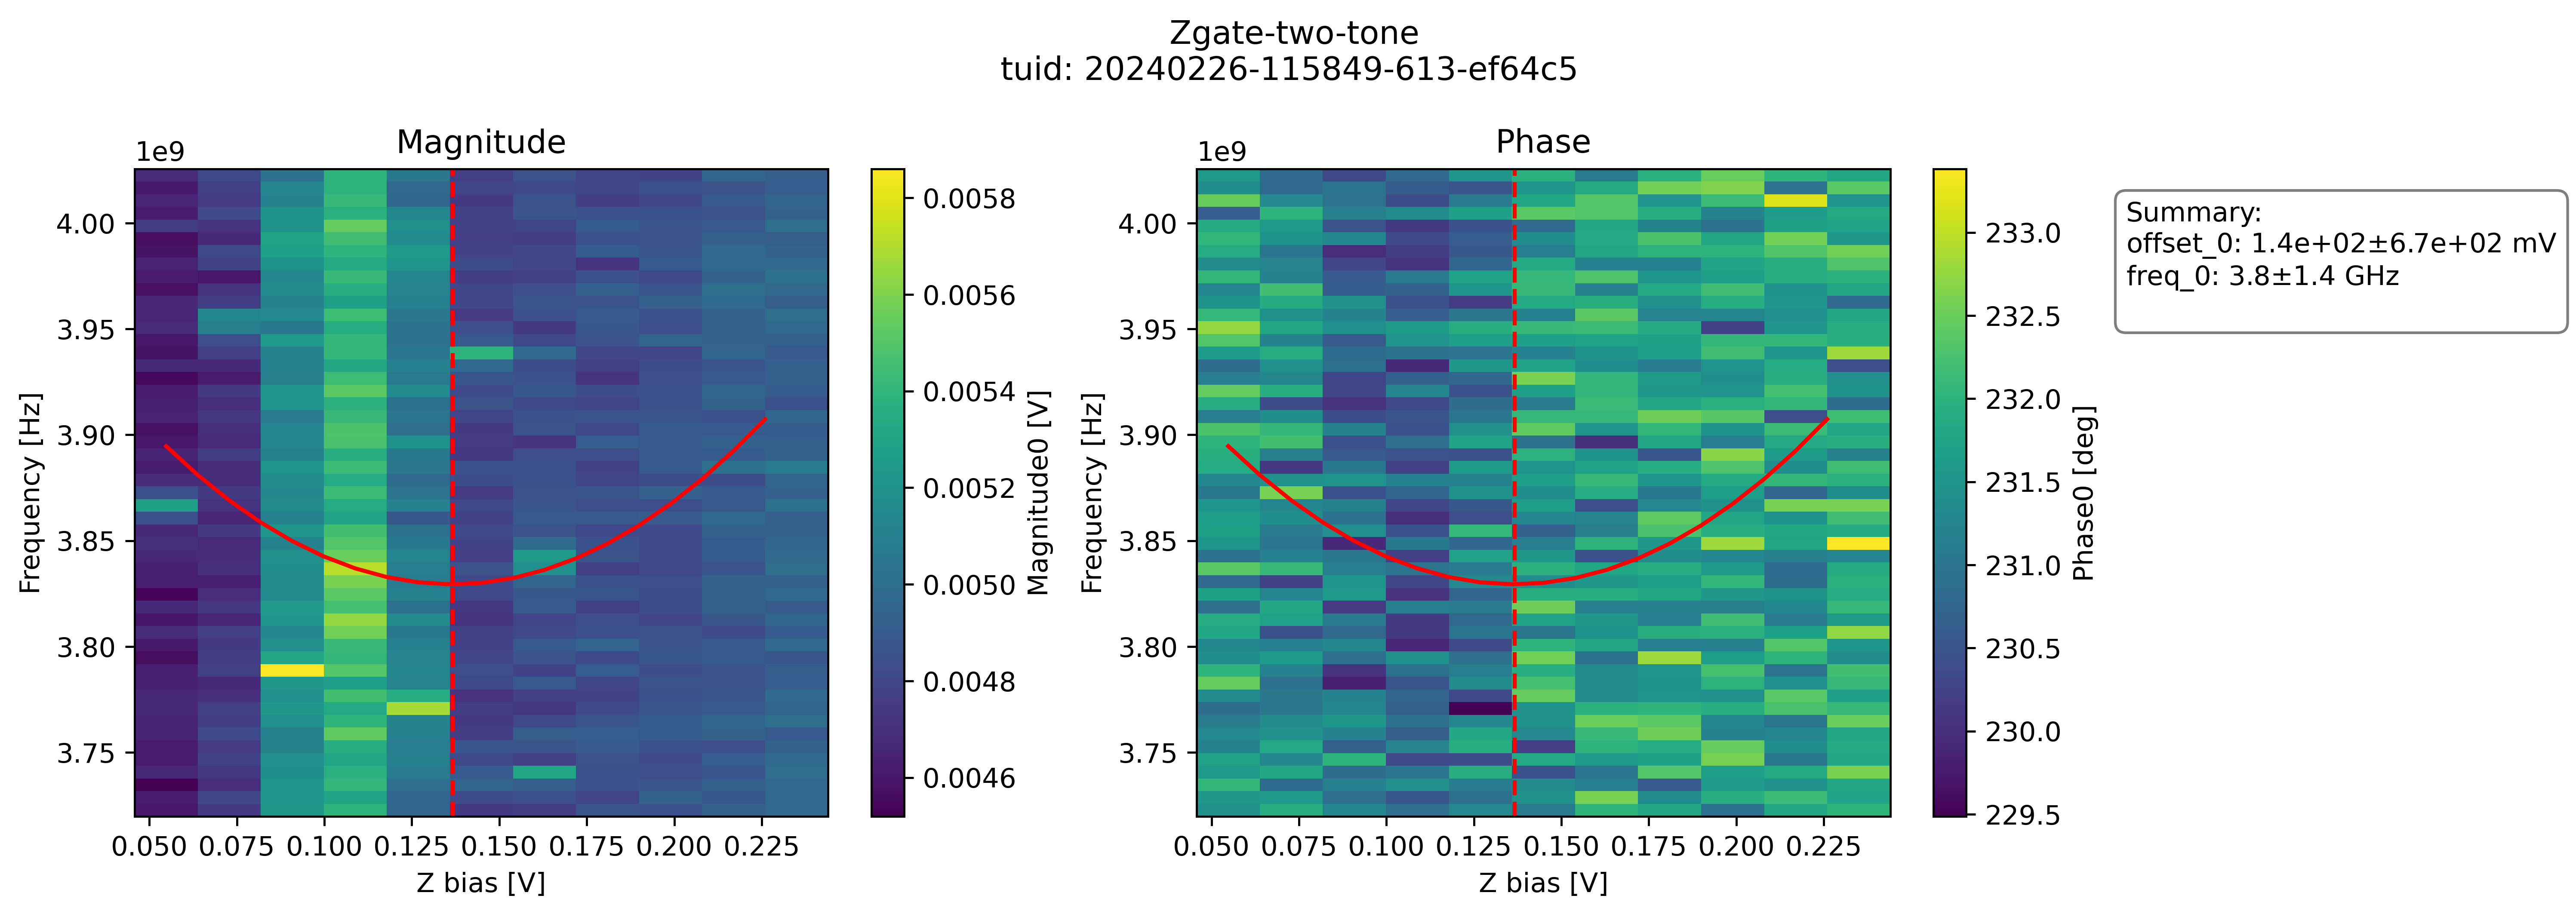 Zgate-two-tone
tuid: 20240226-115849-613-ef64c5
Magnitude
1e9
4.00
3.95
3.90
3.85
3.80
3.75
Frequency [Hz]
0.050 0.075 0.100 0.125 0.150 0.175 0.200 0.225
Z bias [V]
0.0058
0.0056
0.0054
0.0052
0.0050
0.0048
0.0046
Magnitude0 [V]
Phase
1e9
4.00
3.95
3.90
3.85
3.80
3.75
Frequency [Hz]
0.050 0.075 0.100 0.125 0.150 0.175 0.200 0.225
Z bias [V]
233.0
232.5
232.0
231.5
231.0
230.5
230.0
229.5
Phase0 [deg]
Summary:
offset_0: 1.4e+02±6.7e+02 mV
freq_0: 3.8±1.4 GHz